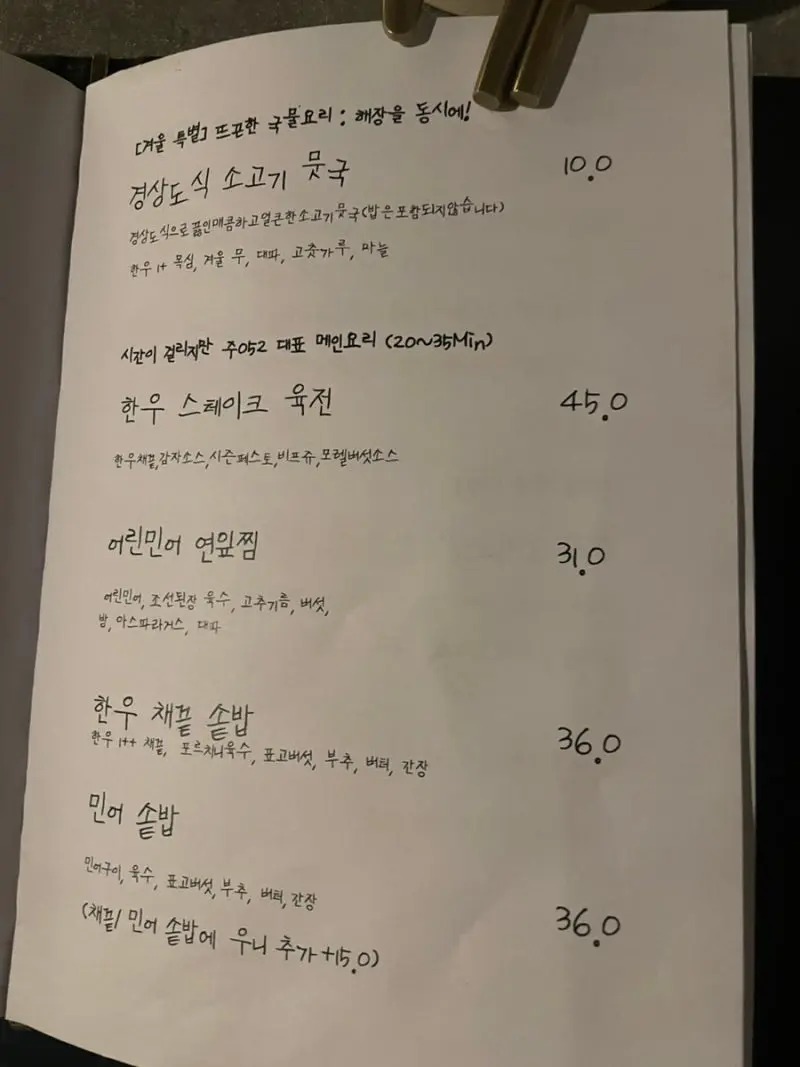 [겨울 특별] 뜨끈한 국물요리 : 해장을 동시에!
경상도식 소고기 뭇국 10.0
경상도식으로 끓인 매콤하고 얼큰한 소고기 뭇국 (밥은 포함되지않습니다)
한우 1+ 목심, 겨울 무, 대파, 고춧가루, 마늘
시간이 걸리지만 주052 대표 메인요리 (20~35Min)
한우 스테이크 육전 45.0
한우채끝, 감자소스, 시즌페스토, 비프쥬, 모렐버섯소스
어린민어 연잎찜 31.0
어린민어, 조선된장 육수, 고추기름, 버섯,
밤, 아스파라거스, 대파
한우 채끝 솥밥 36.0
한우 1++ 채끝, 포르치니육수, 표고버섯, 부추, 버터, 간장
민어 솥밥
민어구이, 육수, 표고버섯, 부추, 버터, 간장
(채끝/ 민어 솥밥에 우니 추가 +15.0) 36.0